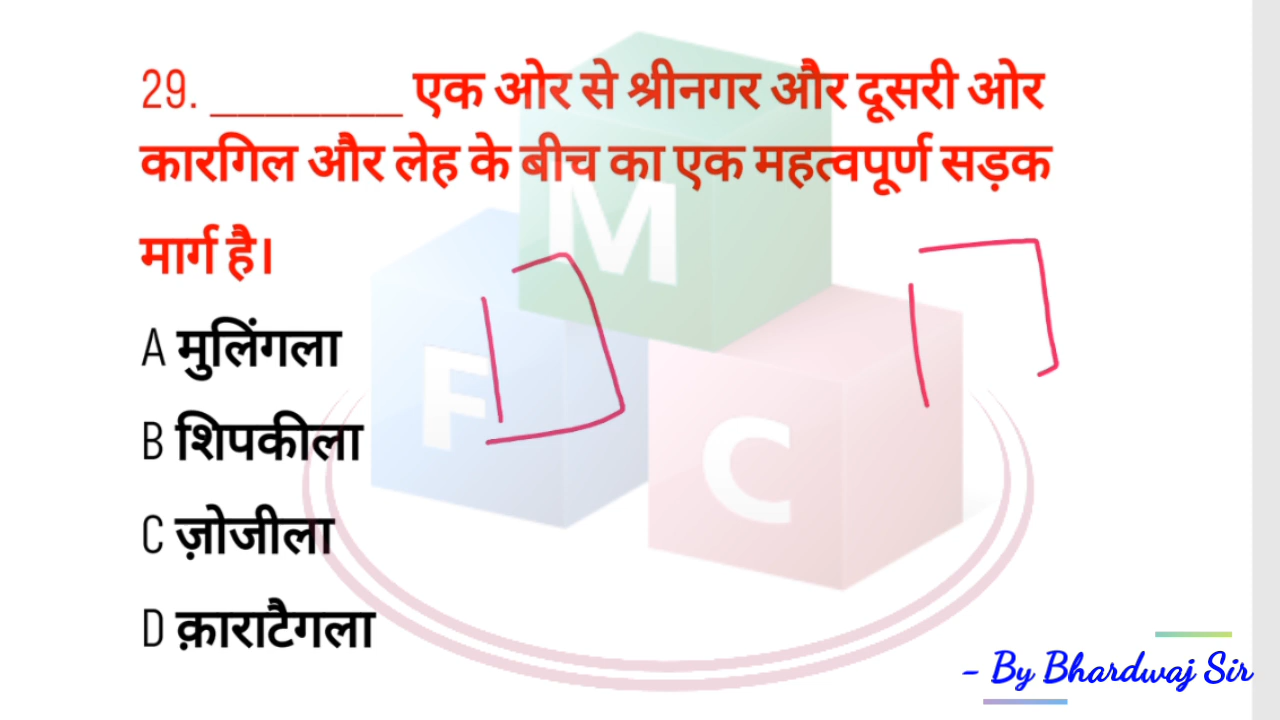 29. _______ एक ओर से श्रीनगर और दूसरी ओर
कारगिल और लेह के बीच का एक महत्वपूर्ण सड़क
मार्ग है।
A मुलिंगला
B शिपकीला
C ज़ोजीला
D क़ाराटैगला
M
F
C
- By Bhardwaj Sir